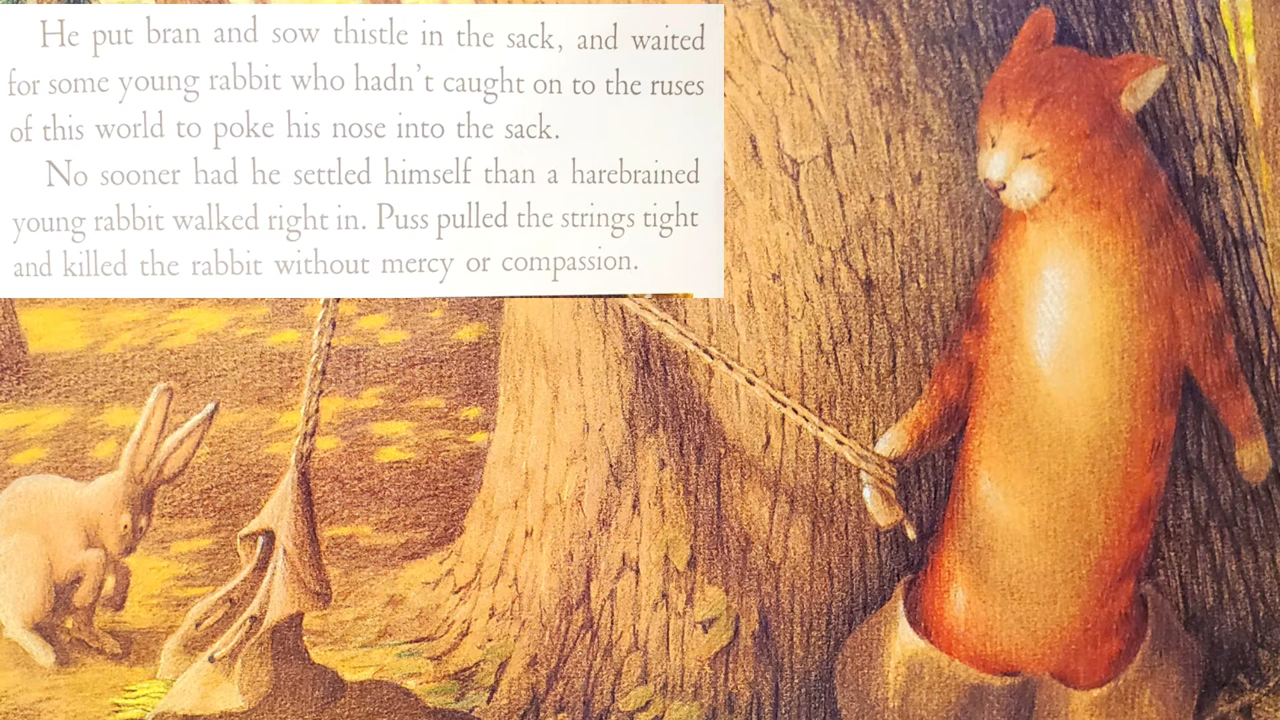 He put bran and sow thistle in the sack, and waited
for some young rabbit who hadn't caught on to the ruses
of this world to poke his nose into the sack.
No sooner had he settled himself than a harebrained
young rabbit walked right in. Puss pulled the strings tight
and killed the rabbit without mercy or compassion.